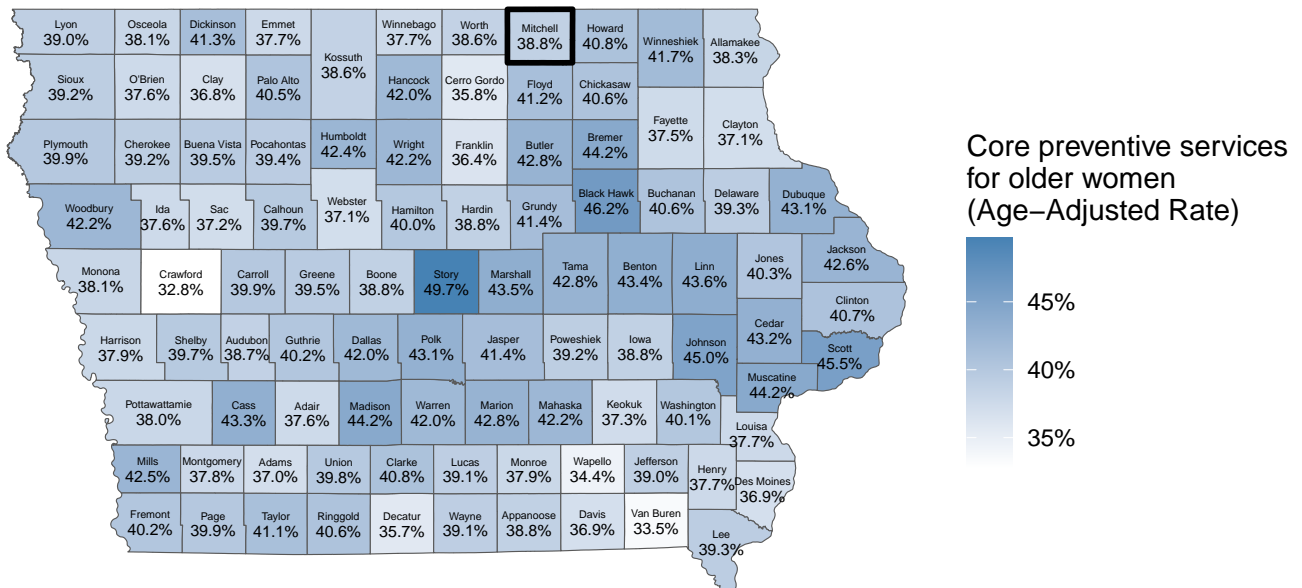 Lyon
39.0%
Osceola
38.1%
Dickinson
41.3%
Emmet
37.7%
Kossuth
38.6%
Winnebago
37.7%
Worth
38.6%
Mitchell
38.8%
Howard
40.8%
Winneshiek
41.7%
Allamakee
38.3%
Sioux
39.2%
O'Brien
37.6%
Clay
36.8%
Palo Alto
40.5%
Hancock
42.0%
Cerro Gordo
35.8%
Floyd
41.2%
Chickasaw
40.6%
Fayette
37.5%
Clayton
37.1%
Plymouth
39.9%
Cherokee
39.2%
Buena Vista
39.5%
Pocahontas
39.4%
Humboldt
42.4%
Wright
42.2%
Franklin
36.4%
Butler
42.8%
Bremer
44.2%
Woodbury
42.2%
Ida
37.6%
Sac
37.2%
Calhoun
39.7%
Webster
37.1%
Hamilton
40.0%
Hardin
38.8%
Grundy
41.4%
Black Hawk
46.2%
Buchanan
40.6%
Delaware
39.3%
Dubuque
43.1%
Monona
38.1%
Crawford
32.8%
Carroll
39.9%
Greene
39.5%
Boone
38.8%
Story
49.7%
Marshall
43.5%
Tama
42.8%
Benton
43.4%
Linn
43.6%
Jones
40.3%
Jackson
42.6%
Clinton
40.7%
Harrison
37.9%
Shelby
39.7%
Audubon
38.7%
Guthrie
40.2%
Dallas
42.0%
Polk
43.1%
Jasper
41.4%
Poweshiek
39.2%
Iowa
38.8%
Johnson
45.0%
Cedar
43.2%
Scott
45.5%
Muscatine
44.2%
Pottawattamie
38.0%
Cass
43.3%
Adair
37.6%
Madison
44.2%
Warren
42.0%
Marion
42.8%
Mahaska
42.2%
Keokuk
37.3%
Washington
40.1%
Louisa
37.7%
Mills
42.5%
Montgomery
37.8%
Adams
37.0%
Union
39.8%
Clarke
40.8%
Lucas
39.1%
Monroe
37.9%
Wapello
34.4%
Jefferson
39.0%
Henry
37.7%
Des Moines
36.9%
Fremont
40.2%
Page
39.9%
Taylor
41.1%
Ringgold
40.6%
Decatur
35.7%
Wayne
39.1%
Appanoose
38.8%
Davis
36.9%
Van Buren
33.5%
Lee
39.3%
Core preventive services
for older women
(Age−Adjusted Rate)
45%
40%
35%